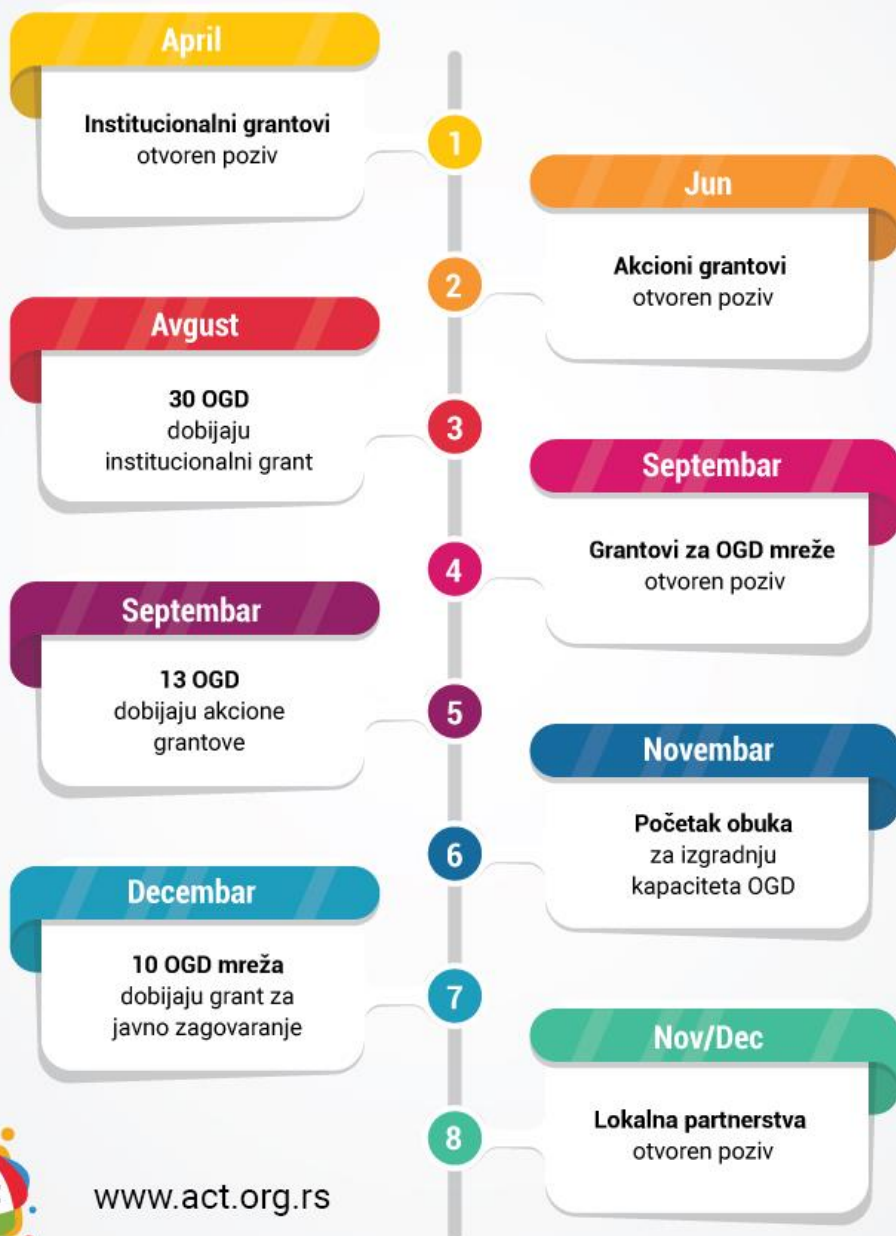 April
Institucionalni grantovi
otvoren poziv
1
Jun
Akcioni grantovi
otvoren poziv
2
Avgust
30 OGD
dobijaju
institucionalni grant
3
Septembar
Grantovi za OGD mreže
otvoren poziv
4
Septembar
13 OGD
dobijaju akcione
grantove
5
Novembar
Početak obuka
za izgradnju
kapaciteta OGD
6
Decembar
10 OGD mreža
dobijaju grant za
javno zagovaranje
7
Nov/Dec
Lokalna partnerstva
otvoren poziv
8
www.act.org.rs